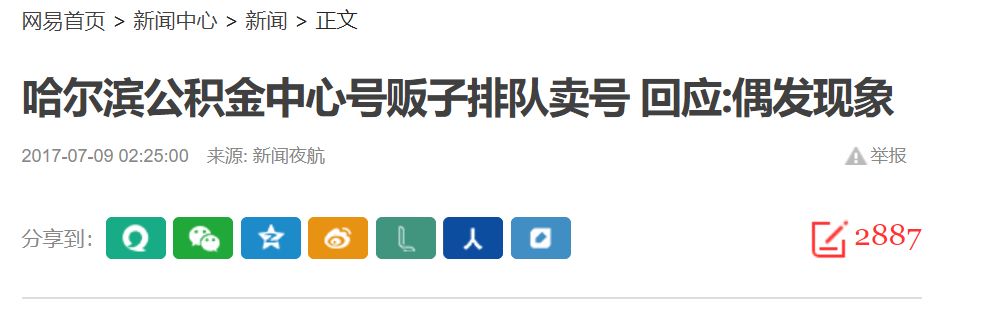 网易首页 > 新闻中心 > 新闻 > 正文
哈尔滨公积金中心号贩子排队卖号 回应:偶发现象
2017-07-09 02:25:00 来源: 新闻夜航 举报
分享到: 2887